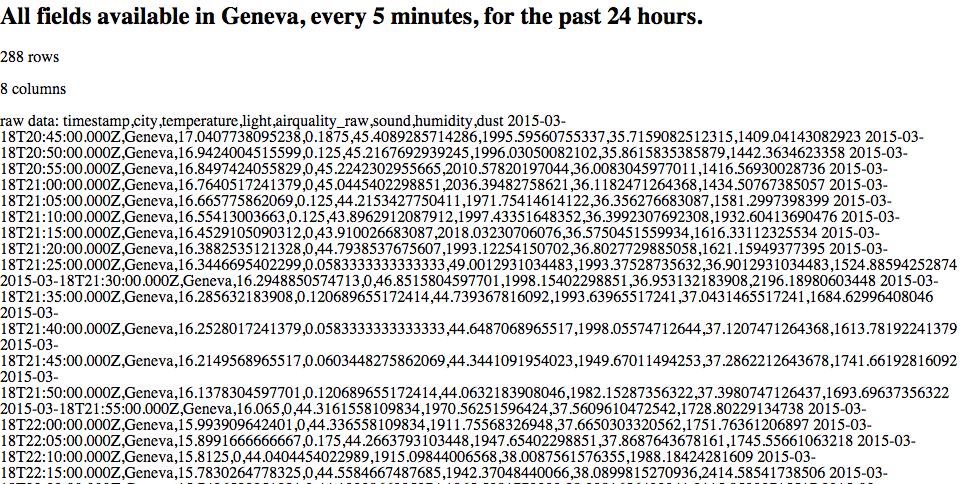 All fields available in Geneva, every 5 minutes, for the past 24 hours.
288 rows
8 columns
raw data: timestamp,city,temperature,light,airquality_raw,sound,humidity,dust 2015-03-
18T20:45:00.000Z,Geneva,17.0407738095238,0.1875,45.4089285714286,1995.59560755337,35.7159082512315,1409.04143082923 2015-03-
18T20:50:00.000Z,Geneva,16.9424004515599,0.125,45.2167692939245,1996.03050082102,35.8615835385879,1442.3634623358 2015-03-
18T20:55:00.000Z,Geneva,16.8497424055829,0,45.2242302955665,2010.57820197044,36.0083045977011,1416.56930028736 2015-03-
18T21:00:00.000Z,Geneva,16.7640517241379,0,45.0445402298851,2036.39482758621,36.1182471264368,1434.50767385057 2015-03-
18T21:05:00.000Z,Geneva,16.665775862069,0.125,44.2153427750411,1971.75414614122,36.356276683087,1581.2997398399 2015-03-
18T21:10:00.000Z,Geneva,16.55413003663,0.125,43.8962912087912,1997.43351648352,36.3992307692308,1932.60413690476 2015-03-
18T21:15:00.000Z,Geneva,16.4529105090312,0,43.910026683087,2018.03230706076,36.5750451559934,1616.33112325534 2015-03-
18T21:20:00.000Z,Geneva,16.3882535121328,0,44.7938537675607,1993.12254150702,36.8027729885058,1621.15949377395 2015-03-
18T21:25:00.000Z,Geneva,16.3446695402299,0.0583333333333333,49.0012931034483,1993.37528735632,36.9012931034483,1524.88594252874
2015-03-18T21:30:00.000Z,Geneva,16.2948850574713,0,46.8515804597701,1998.15402298851,36.953132183908,2196.18980603448 2015-03-
18T21:35:00.000Z,Geneva,16.285632183908,0.120689655172414,44.739367816092,1993.63965517241,37.0431465517241,1684.62996408046
2015-03-
18T21:40:00.000Z,Geneva,16.2528017241379,0.0583333333333333,44.6487068965517,1998.05574712644,37.1207471264368,1613.78192241379
2015-03-
18T21:45:00.000Z,Geneva,16.2149568965517,0.0603448275862069,44.3441091954023,1949.67011494253,37.2862212643678,1741.66192816092
2015-03-
18T21:50:00.000Z,Geneva,16.1378304597701,0.120689655172414,44.0632183908046,1982.15287356322,37.3980747126437,1693.69637356322
2015-03-18T21:55:00.000Z,Geneva,16.065,0,44.3161558109834,1970.56251596424,37.5609610472542,1728.80229134738 2015-03-
18T22:00:00.000Z,Geneva,15.993909642401,0,44.336558109834,1911.75568326948,37.6650303320562,1751.76361206897 2015-03-
18T22:05:00.000Z,Geneva,15.8991666666667,0.175,44.2663793103448,1947.65402298851,37.8687643678161,1745.55661063218 2015-03-
18T22:10:00.000Z,Geneva,15.8125,0,44.0404454022989,1915.09844006568,38.0087561576355,1988.18424281609 2015-03-
18T22:15:00.000Z,Geneva,15.7830264778325,0,44.5584667487685,1942.37048440066,38.0899815270936,2414.58541738506 2015-03-